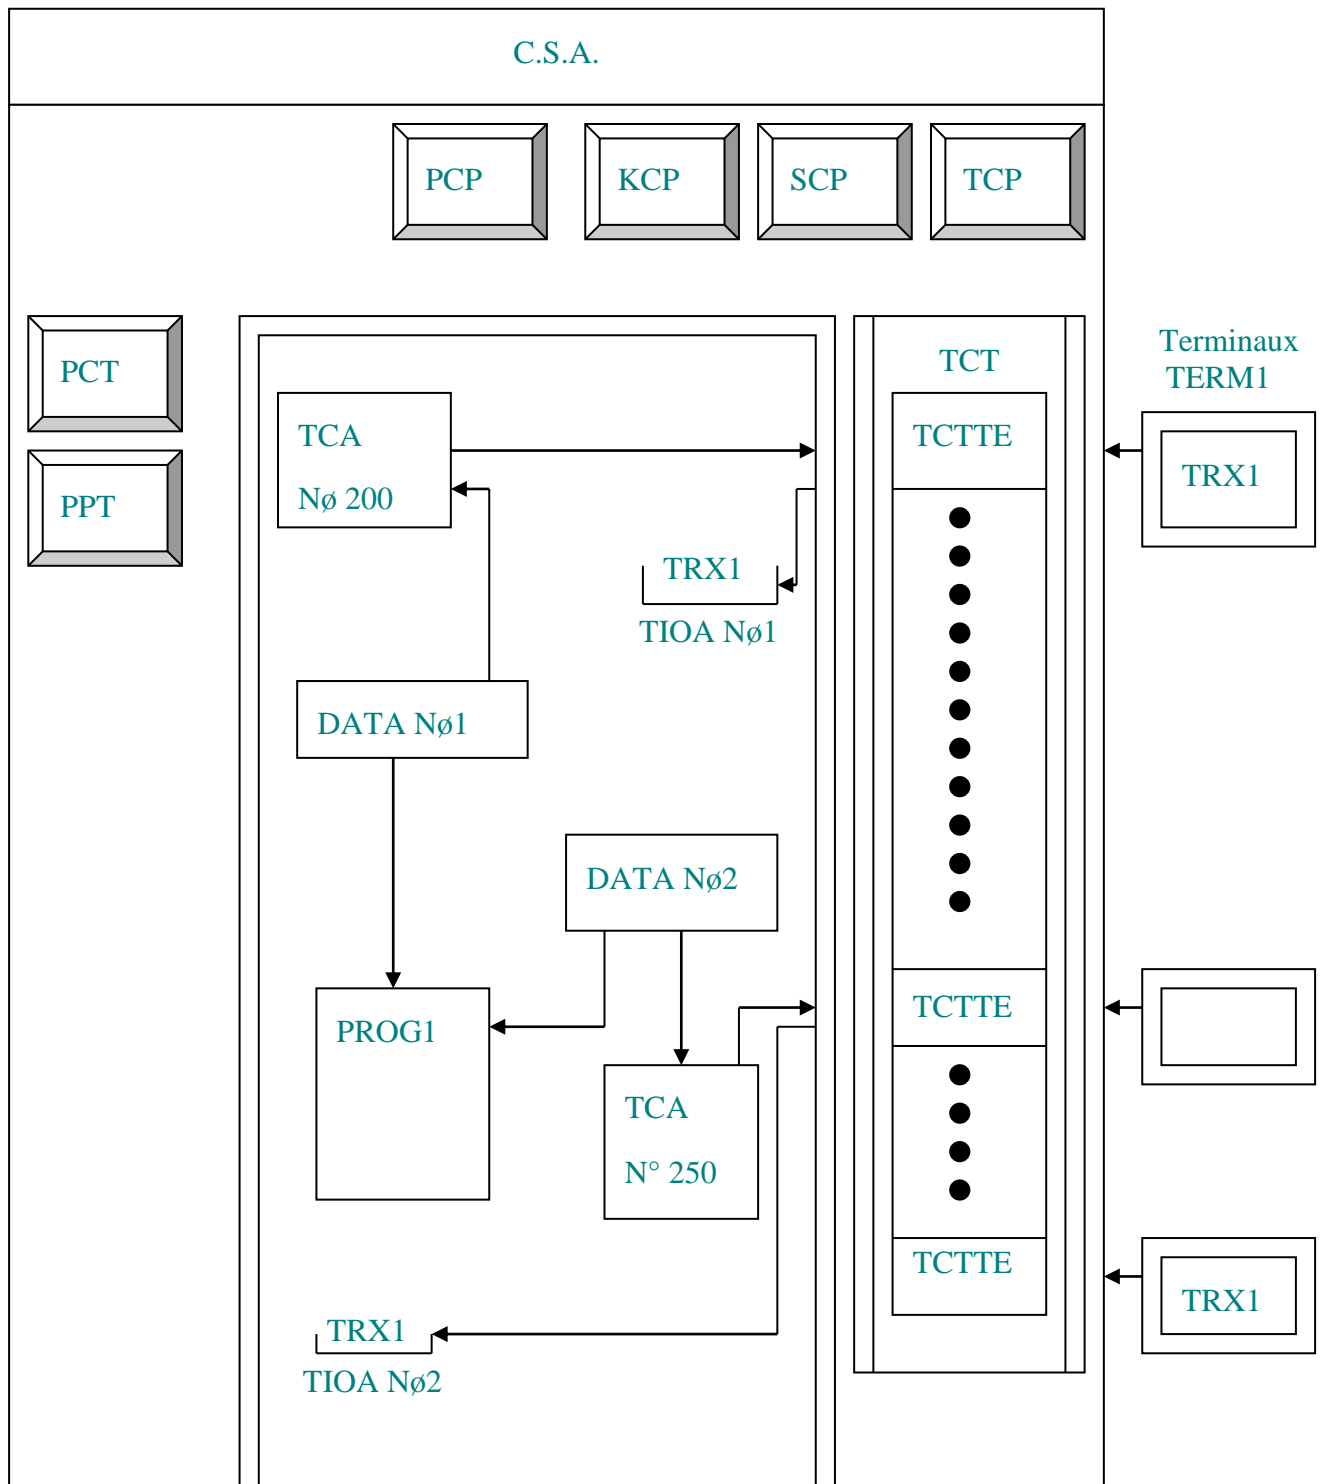 C.S.A.
PCP
KCP
SCP
TCP
PCT
PPT
TCT
Terminaux
TERM1
TCA
Nø 200
TCTTE
TRX1
TRX1
TIOA Nø1
DATA Nø1
DATA Nø2
PROG1
TCTTE
TCA
N° 250
TCTTE
TRX1
TRX1
TIOA Nø2